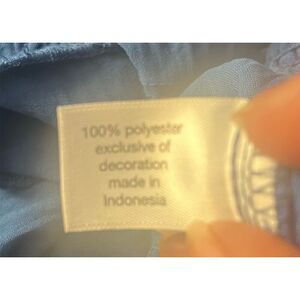 100% polyester
exclusive of
decoration
made in
Indonesia